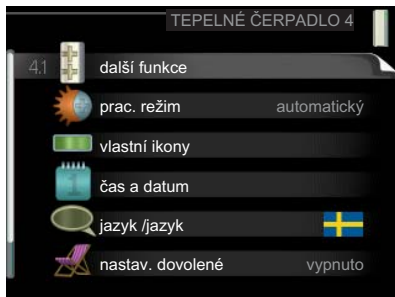 TEPELNÉ ČERPADLO 4
4.1 další funkce
prac. režim automatický
vlastní ikony
1 čas a datum
jazyk /jazyk
nastav. dovolené vypnuto